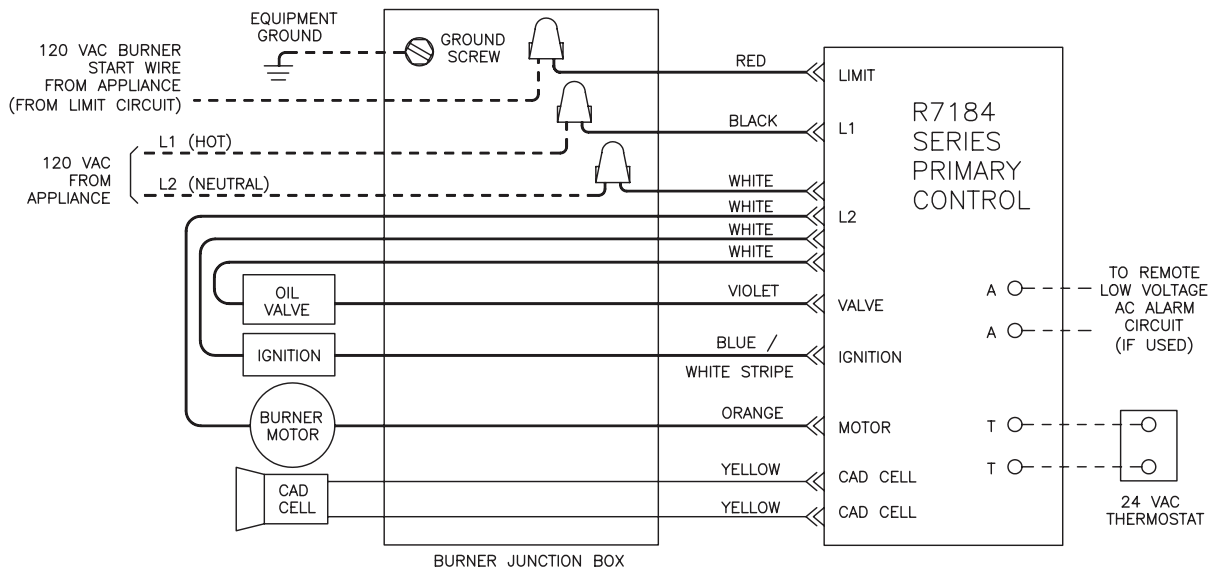 EQUIPMENT
GROUND
120 VAC BURNER
START WIRE
FROM APPLIANCE
(FROM LIMIT CIRCUIT)
GROUND
SCREW
L1 (HOT)
120 VAC
FROM
APPLIANCE
L2 (NEUTRAL)
RED
BLACK
WHITE
WHITE
WHITE
WHITE
VIOLET
BLUE /
WHITE STRIPE
ORANGE
YELLOW
YELLOW
OIL
VALVE
IGNITION
BURNER
MOTOR
CAD
CELL
BURNER JUNCTION BOX
LIMIT
L1
L2
VALVE
IGNITION
MOTOR
CAD CELL
CAD CELL
R7184
SERIES
PRIMARY
CONTROL
A
A
T
T
TO REMOTE
LOW VOLTAGE
AC ALARM
CIRCUIT
(IF USED)
24 VAC
THERMOSTAT